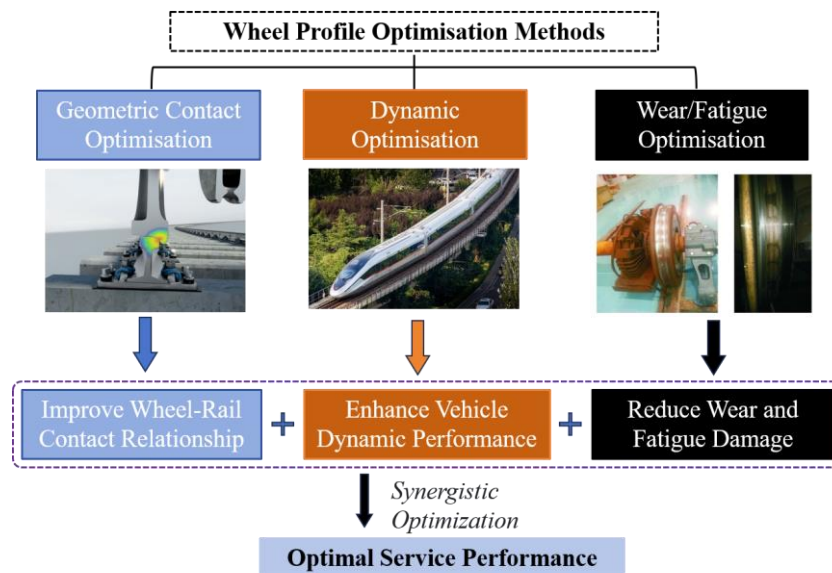 Wheel Profile Optimisation Methods
Geometric Contact
Optimisation
Dynamic
Optimisation
Wear/Fatigue
Optimisation
Improve Wheel-Rail
Contact Relationship
+
Enhance Vehicle
Dynamic Performance
+
Reduce Wear and
Fatigue Damage
Synergistic
Optimization
Optimal Service Performance